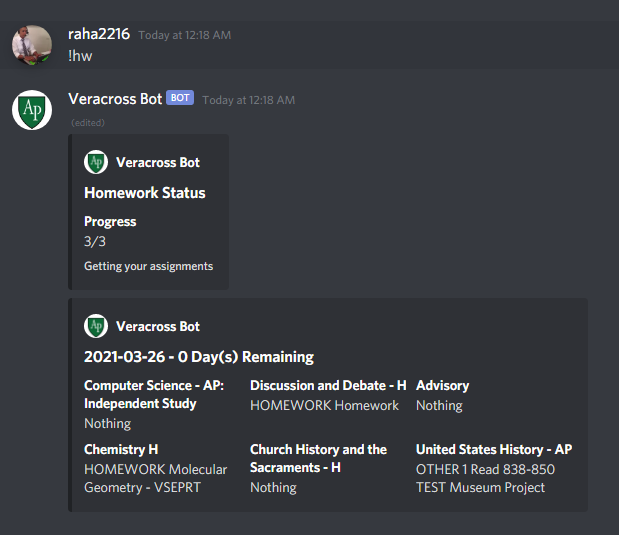 raha2216 Today at 12:18 AM
!hw
Ap
Veracross Bot BOT Today at 12:18 AM
(edited)
Ap Veracross Bot
Homework Status
Progress
3/3
Getting your assignments
Ap Veracross Bot
2021-03-26 - 0 Day(s) Remaining
Computer Science - AP:
Independent Study
Nothing
Discussion and Debate - H
HOMEWORK Homework
Advisory
Nothing
Chemistry H
HOMEWORK Molecular
Geometry - VSEPRT
Church History and the
Sacraments - H
Nothing
United States History - AP
OTHER 1 Read 838-850
TEST Museum Project